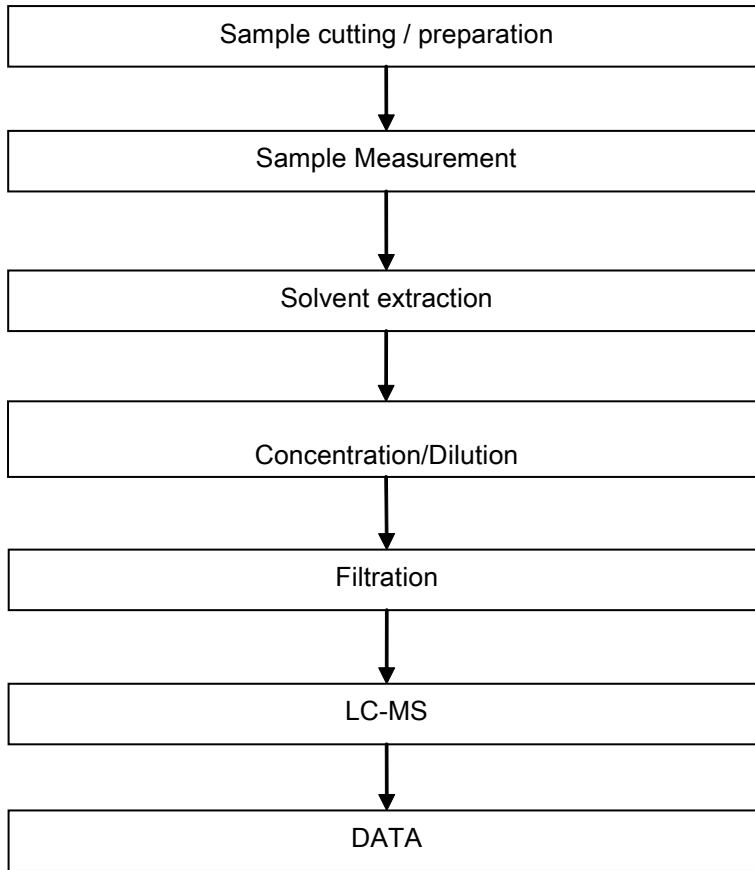 Sample cutting / preparation
Sample Measurement
Solvent extraction
Concentration/Dilution
Filtration
LC-MS
DATA